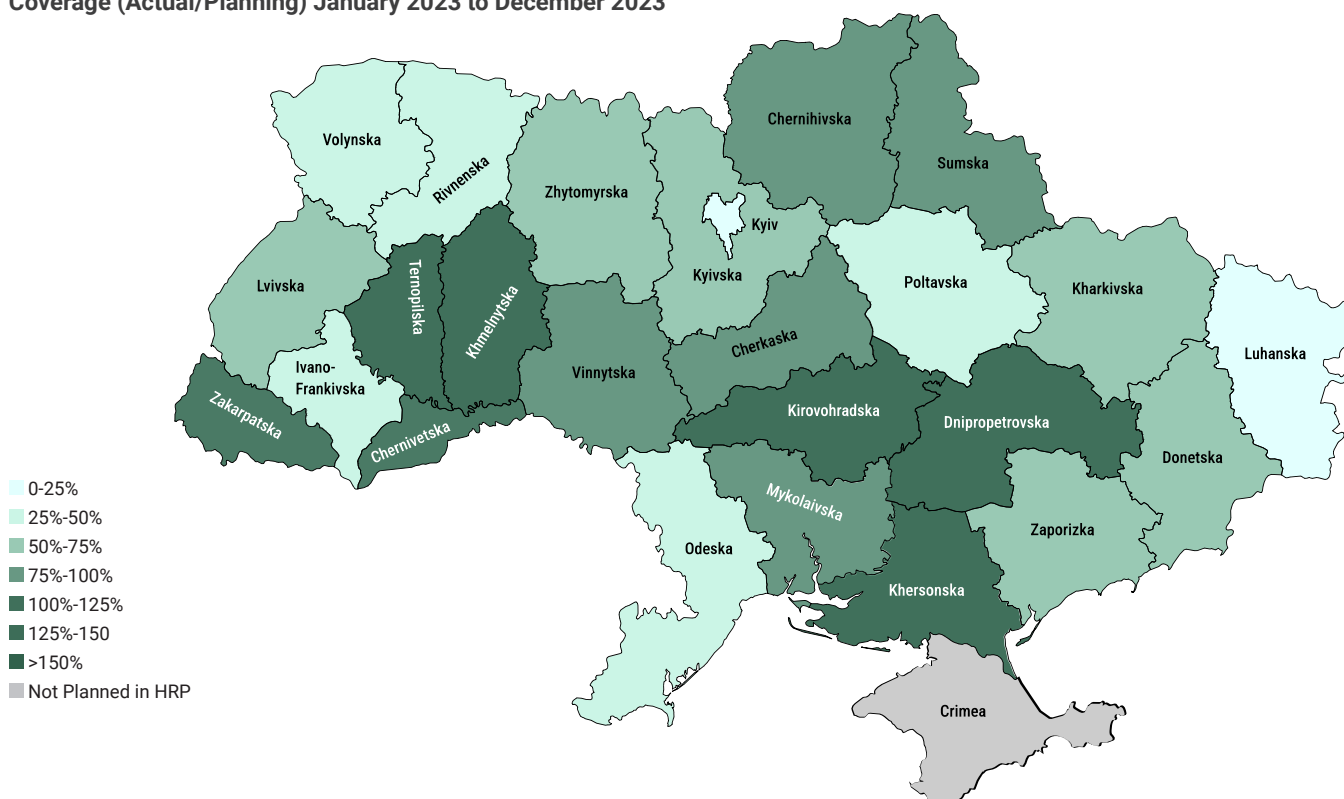 Coverage (Actual/Planning) January 2023 to December 2023
Chernihivska
Volynska
Rivnenska
Sumska
Zhytomyrska
Kyiv
Kyivska
Lvivska
Ternopilska
Khmelnytska
Poltavska
Kharkivska
Cherkaska
Luhanska
Ivano-
Frankivska
Vinnytska
Zakarpatska
Chernivetska
Kirovohradska
Dnipropetrovska
Donetska
Mykolaivska
Zaporizka
Odeska
Khersonska
Crimea
0-25%
25%-50%
50%-75%
75%-100%
100%-125%
125%-150
>150%
Not Planned in HRP